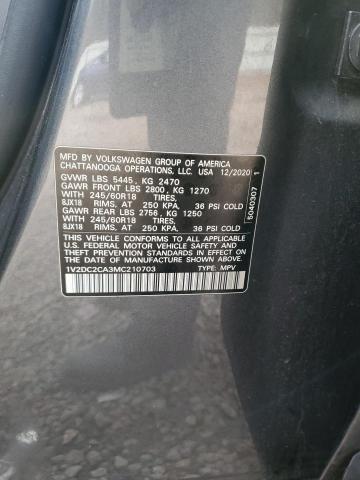 MFD BY VOLKSWAGEN GROUP OF AMERICA
CHATTANOOGA OPERATIONS, LLC. USA 12/2020
GVWR LBS 5445, KG 2470
GAWR FRONT LBS 2800, KG 1270
WITH 245/60R18 TIRES,
8JX18 RIMS, AT 250 KPA, 36 PSI COLD
GAWR REAR LBS 2756, KG 1250
WITH 245/60R18 TIRES,
8JX18 RIMS, AT 250 KPA, 36 PSI COLD
THIS VEHICLE CONFORMS TO ALL APPLICABLE
U.S. FEDERAL MOTOR VEHICLE SAFETY
STANDARDS IN EFFECT ON THE DATE OF
MANUFACTURE SHOWN ABOVE.
1V2DC2CA3MC210703 TYPE: MPV
5040307 1